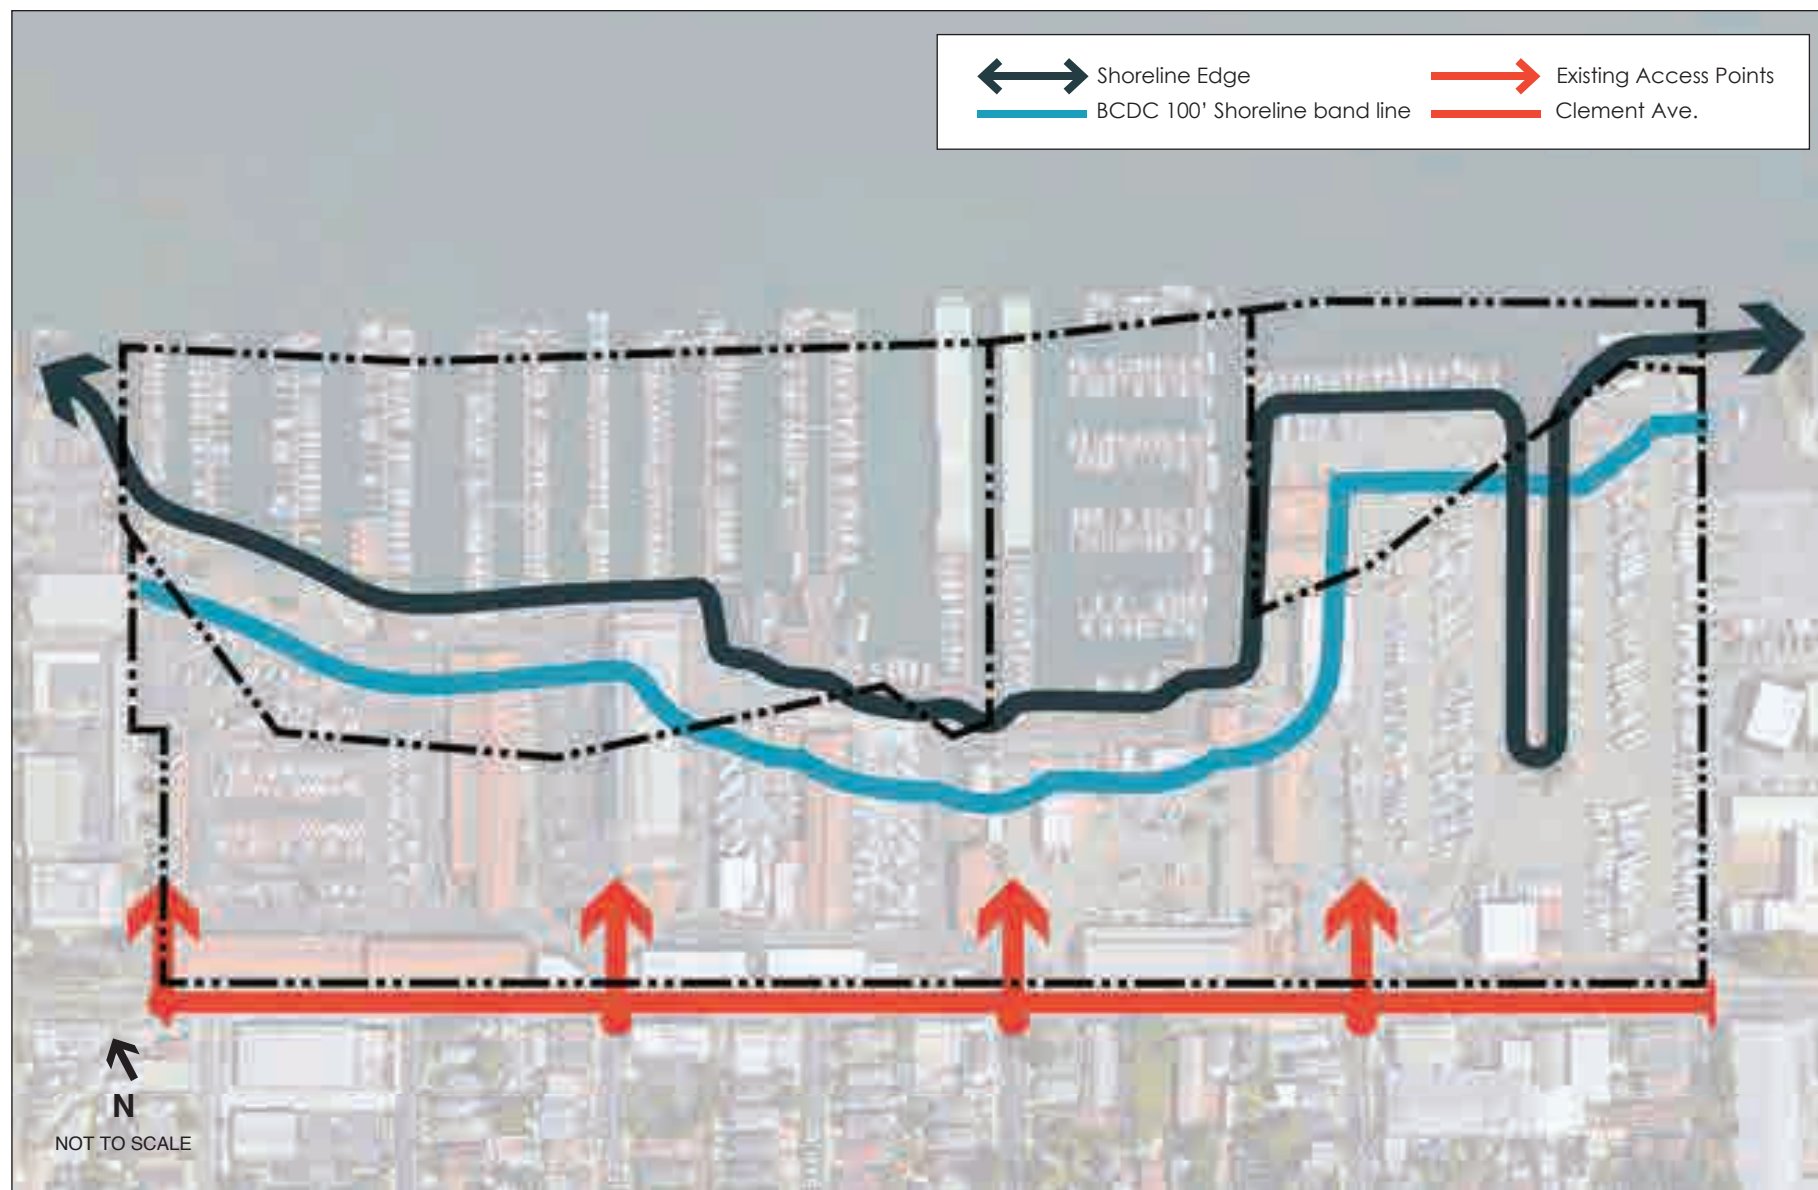 Shoreline Edge
Existing Access Points
BCDC 100’ Shoreline band line
Clement Ave.
N
NOT TO SCALE